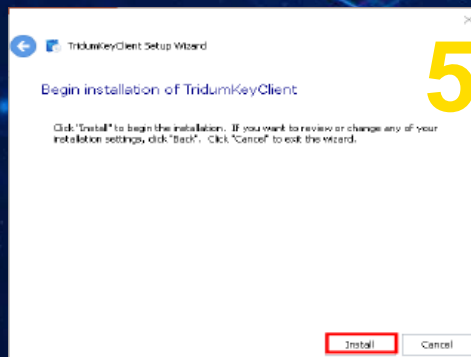 TridumKeyClient Setup Wizard
5
Begin installation of TridumKeyClient
Click "Install" to begin the installation. If you want to review or change any of your
installation settings, click "Back". Click "Cancel" to exit the wizard.
Install
Cancel